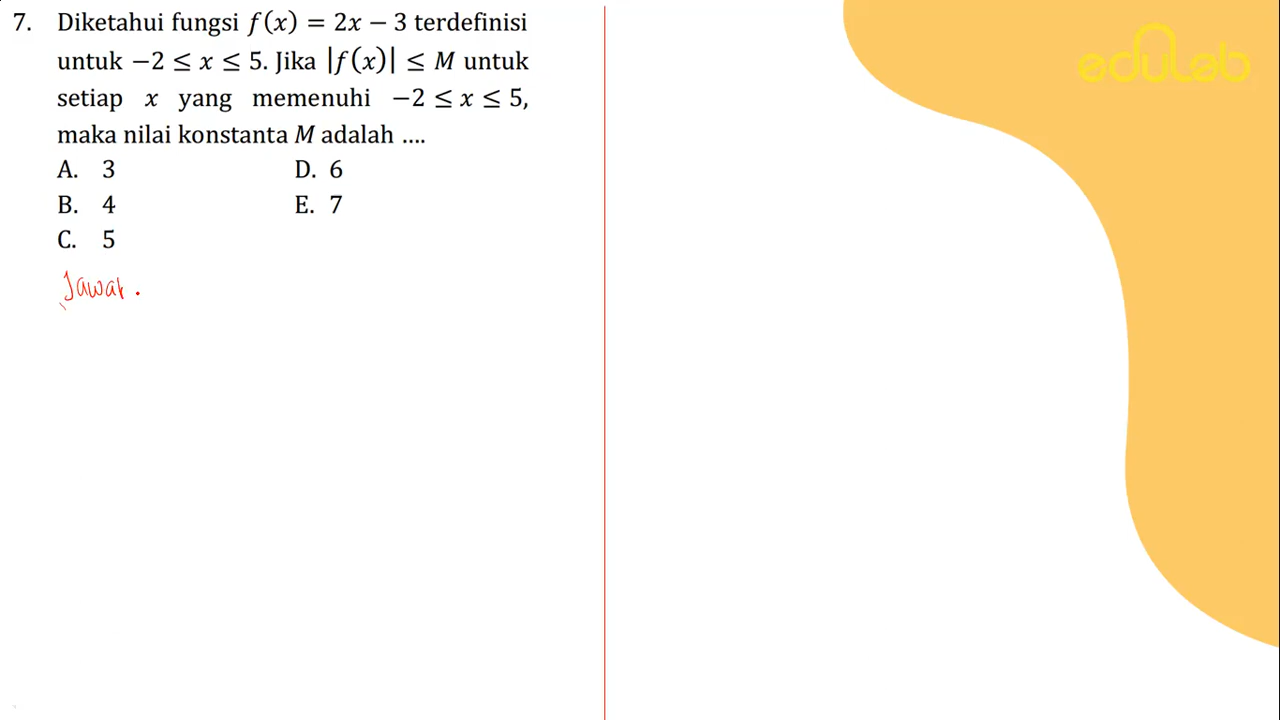 7. Diketahui fungsi f(x) = 2x − 3 terdefinisi
untuk −2 ≤ x ≤ 5. Jika |f(x)| ≤ M untuk
setiap x yang memenuhi −2 ≤ x ≤ 5,
maka nilai konstanta M adalah ....
A. 3 D. 6
B. 4 E. 7
C. 5
Jawab :
edulab